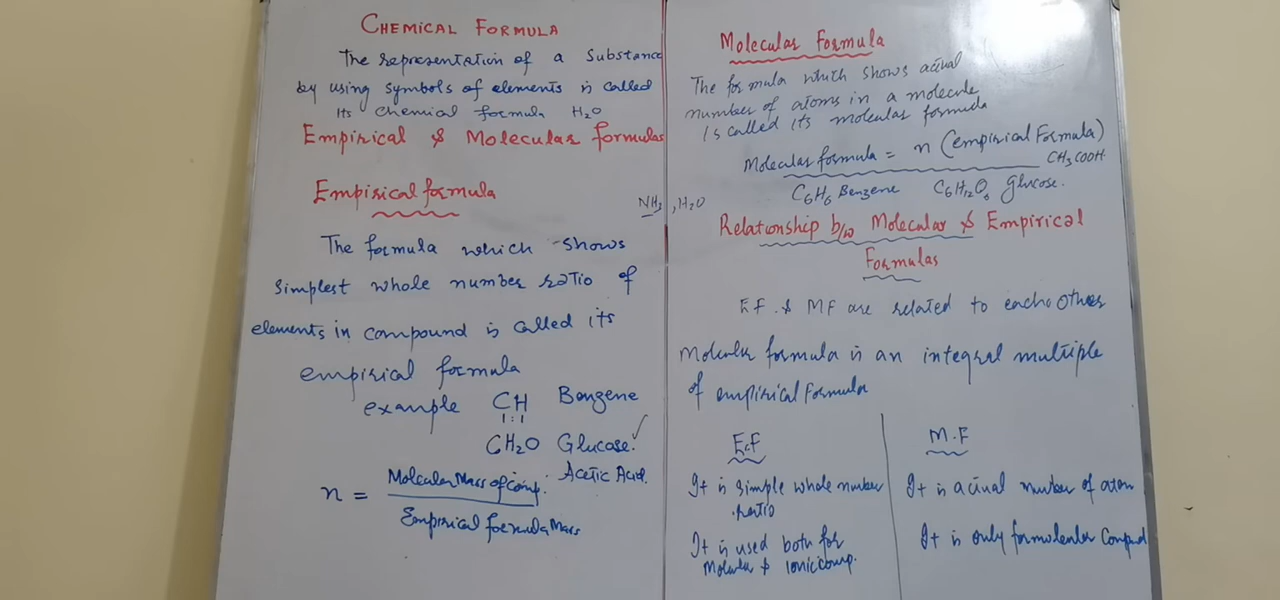 CHEMICAL FORMULA
The representation of a Substance
by using symbols of elements is called
Its chemical formula H₂O
Empirical & Molecular formulas
Empirical formula
NH₃, H₂O
The formula which shows
simplest whole number ratio of
elements in compound is called its
empirical formula
example CH Benzene
1:1
CH₂O Glucose ✓
Acetic Acid.
n = Molecular Mass of Comp.
Empirical formula Mass
Molecular Formula
The formula which shows actual
number of atoms in a molecule
Is called its molecular formula
Molecular formula = n (empirical Formula)
CH₃COOH
C₆H₆ Benzene C₆H₁₂O₆ Glucose.
Relationship b/w Molecular & Empirical
Formulas
E.F. & MF are related to each other
Molecular formula is an integral multiple
of empirical Formula
E.F
It is simple whole number
ratio
It is used both for
Molecular & ionic comp.
M.F
It is actual number of atom
It is only for molecular Compund